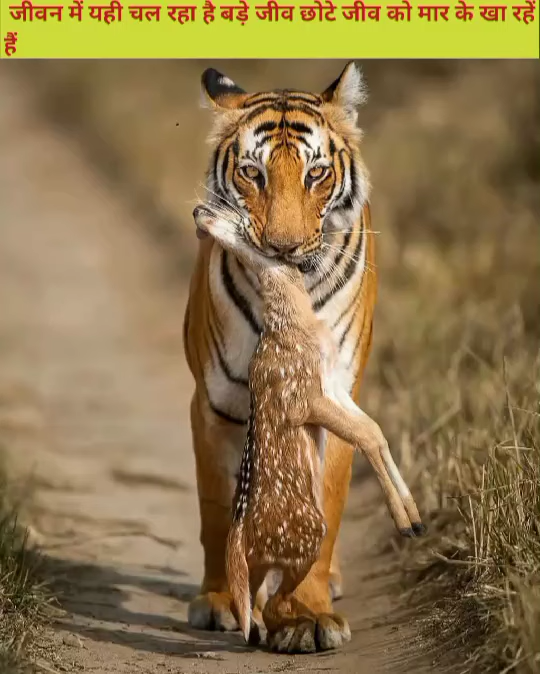 जीवन में यही चल रहा है बड़े जीव छोटे जीव को मार के खा रहें
हैं